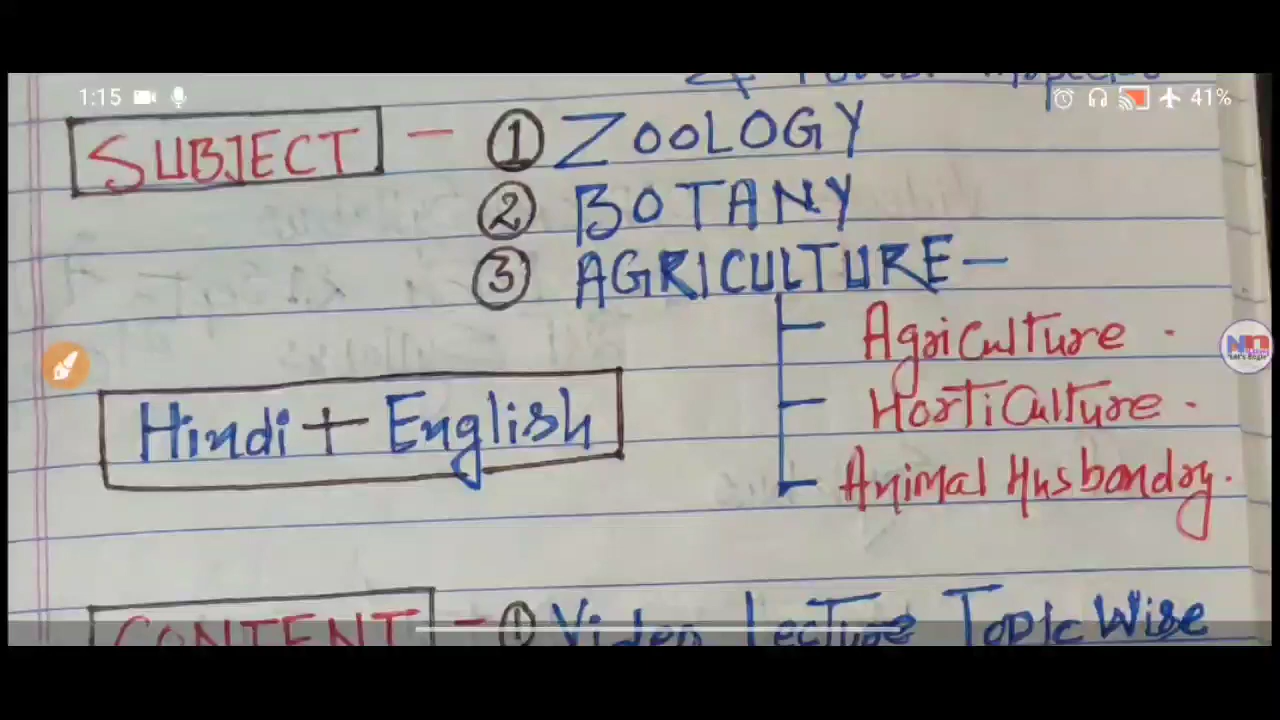 1:15 41%
SUBJECT - ① ZOOLOGY
② BOTANY
③ AGRICULTURE -
Agriculture .
HortiCulture .
Hindi + English
Animal Husbandry.
CONTENT - ① Video Lecture Topic Wise